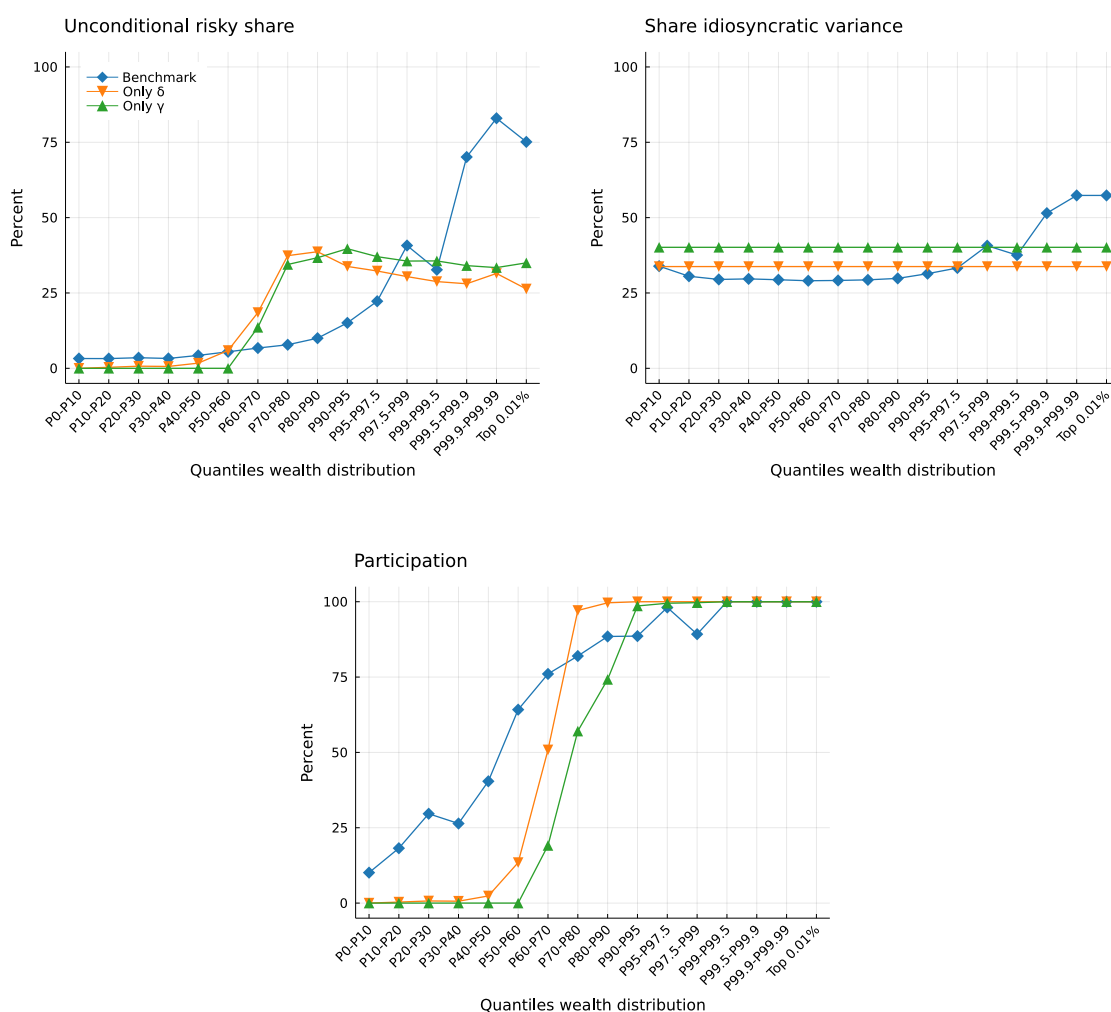 Unconditional risky share
100
75
50
25
0
Percent
Benchmark
Only δ
Only γ
P0-P10
P10-P20
P20-P30
P30-P40
P40-P50
P50-P60
P60-P70
P70-P80
P80-P90
P90-P95
P95-P97.5
P97.5-P99
P99-P99.5
P99.5-P99.9
P99.9-P99.99
Top 0.01%
Quantiles wealth distribution
Share idiosyncratic variance
100
75
50
25
0
Percent
P0-P10
P10-P20
P20-P30
P30-P40
P40-P50
P50-P60
P60-P70
P70-P80
P80-P90
P90-P95
P95-P97.5
P97.5-P99
P99-P99.5
P99.5-P99.9
P99.9-P99.99
Top 0.01%
Quantiles wealth distribution
Participation
100
75
50
25
0
Percent
P0-P10
P10-P20
P20-P30
P30-P40
P40-P50
P50-P60
P60-P70
P70-P80
P80-P90
P90-P95
P95-P97.5
P97.5-P99
P99-P99.5
P99.5-P99.9
P99.9-P99.99
Top 0.01%
Quantiles wealth distribution